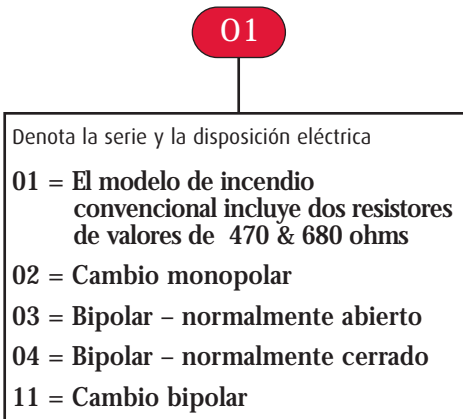 01
Denota la serie y la disposición eléctrica
01 = El modelo de incendio
convencional incluye dos resistores
de valores de 470 & 680 ohms
02 = Cambio monopolar
03 = Bipolar – normalmente abierto
04 = Bipolar – normalmente cerrado
11 = Cambio bipolar